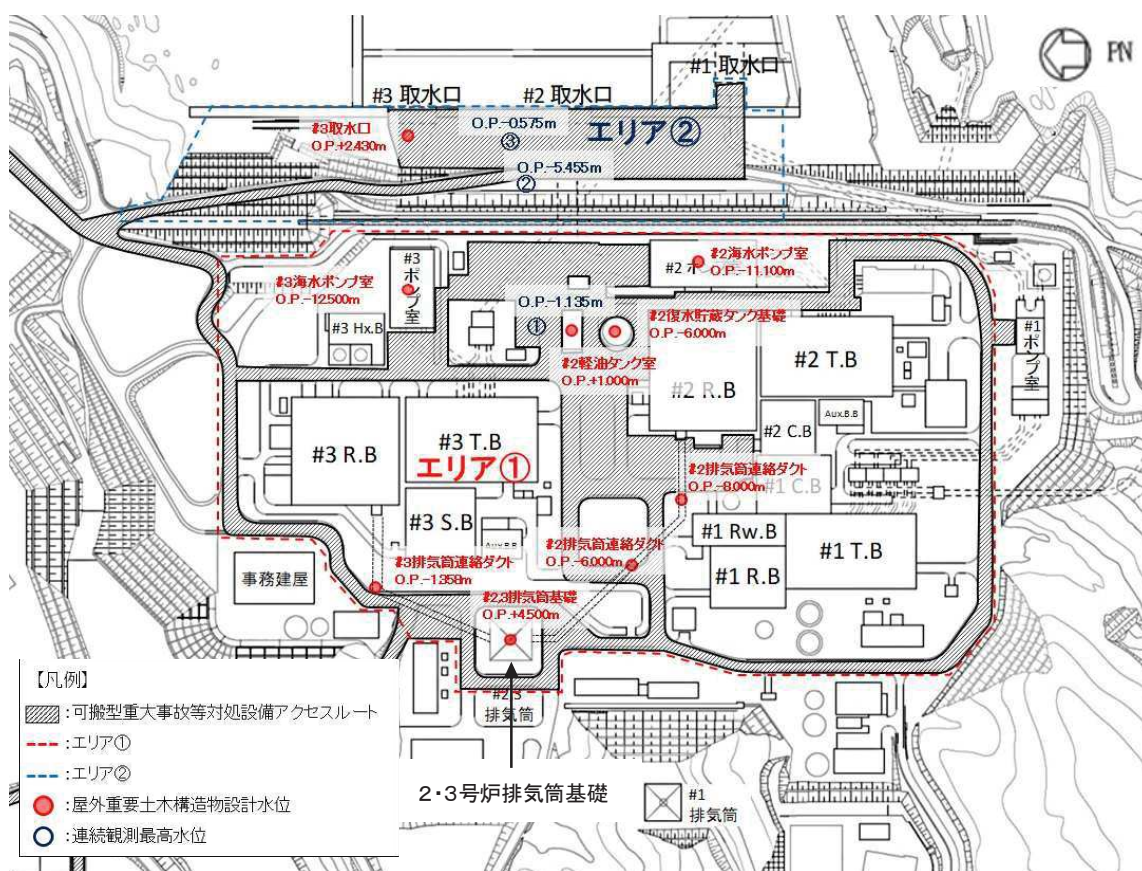 PN
#1 取水口
#3 取水口
#2 取水口
#3取水口
O.P.+2.430m
O.P.-0.575m
③
エリア②
O.P.-5.455m
②
#3海水ポンプ室
O.P.-12.500m
#3 ポンプ室
#2海水ポンプ室
O.P.-11.100m
#2 ポ
O.P.-1.135m
①
#3 Hx.B
#2復水貯蔵タンク基礎
O.P.-6.000m
#2軽油タンク室
O.P.+1.000m
#1 ポンプ室
#2 T.B
#2 R.B
#3 R.B
#3 T.B
エリア①
#2 C.B
Aux.B.B
#2排気筒連絡ダクト
O.P.-8.000m
#1 C.B
#3 S.B
Aux.B.B
#1 Rw.B
#1 T.B
#1 R.B
#2排気筒連絡ダクト
O.P.-6.000m
#3排気筒連絡ダクト
O.P.-1.358m
事務建屋
#2,3排気筒基礎
O.P.+4.500m
#2,3
排気筒
2・3号炉排気筒基礎
#1
排気筒
【凡例】
:可搬型重大事故等対処設備アクセスルート
:エリア①
:エリア②
:屋外重要土木構造物設計水位
:連続観測最高水位